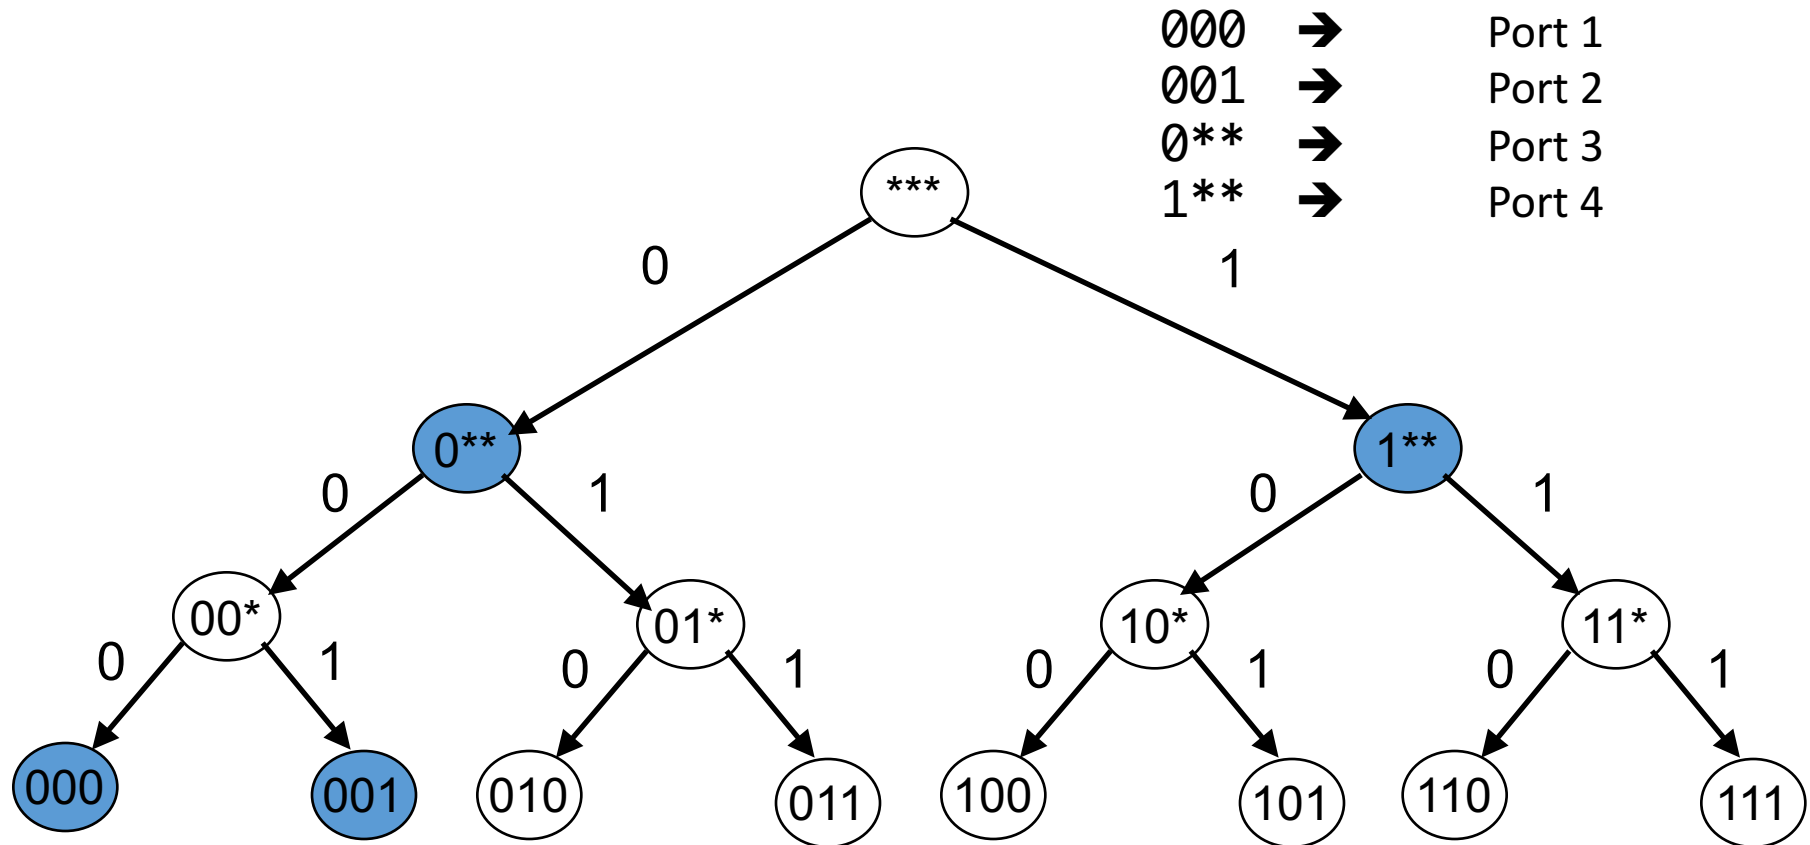 000 ➔ Port 1
001 ➔ Port 2
0** ➔ Port 3
1** ➔ Port 4
***
0 1
0** 1**
0 1 0 1
00* 01* 10* 11*
0 1 0 1 0 1 0 1
000 001 010 011 100 101 110 111